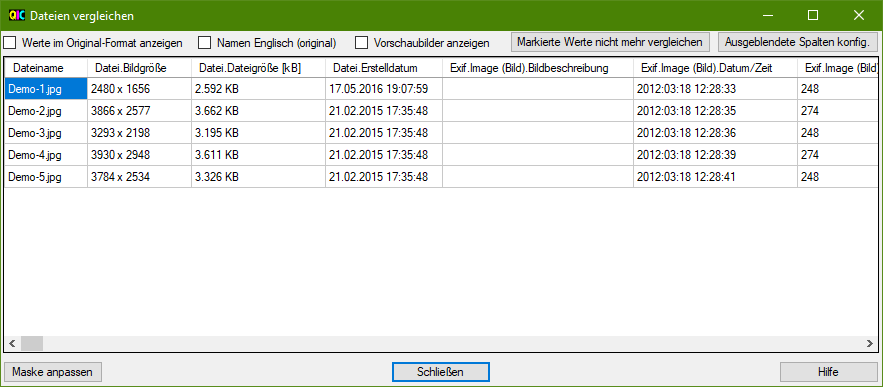 QIC Dateien vergleichen
Werte im Original-Format anzeigen Namen Englisch (original) Vorschaubilder anzeigen Markierte Werte nicht mehr vergleichen Ausgeblendete Spalten konfig.
Dateiname Datei.Bildgröße Datei.Dateigröße [kB] Datei.Erstelldatum Exif.Image (Bild).Bildbeschreibung Exif.Image (Bild).Datum/Zeit Exif.Image (Bild)
Demo-1.jpg 2480 x 1656 2.592 KB 17.05.2016 19:07:59 2012:03:18 12:28:33 248
Demo-2.jpg 3866 x 2577 3.662 KB 21.02.2015 17:35:48 2012:03:18 12:28:35 274
Demo-3.jpg 3293 x 2198 3.195 KB 21.02.2015 17:35:48 2012:03:18 12:28:36 248
Demo-4.jpg 3930 x 2948 3.611 KB 21.02.2015 17:35:48 2012:03:18 12:28:39 274
Demo-5.jpg 3784 x 2534 3.326 KB 21.02.2015 17:35:48 2012:03:18 12:28:41 248
Maske anpassen Schließen Hilfe